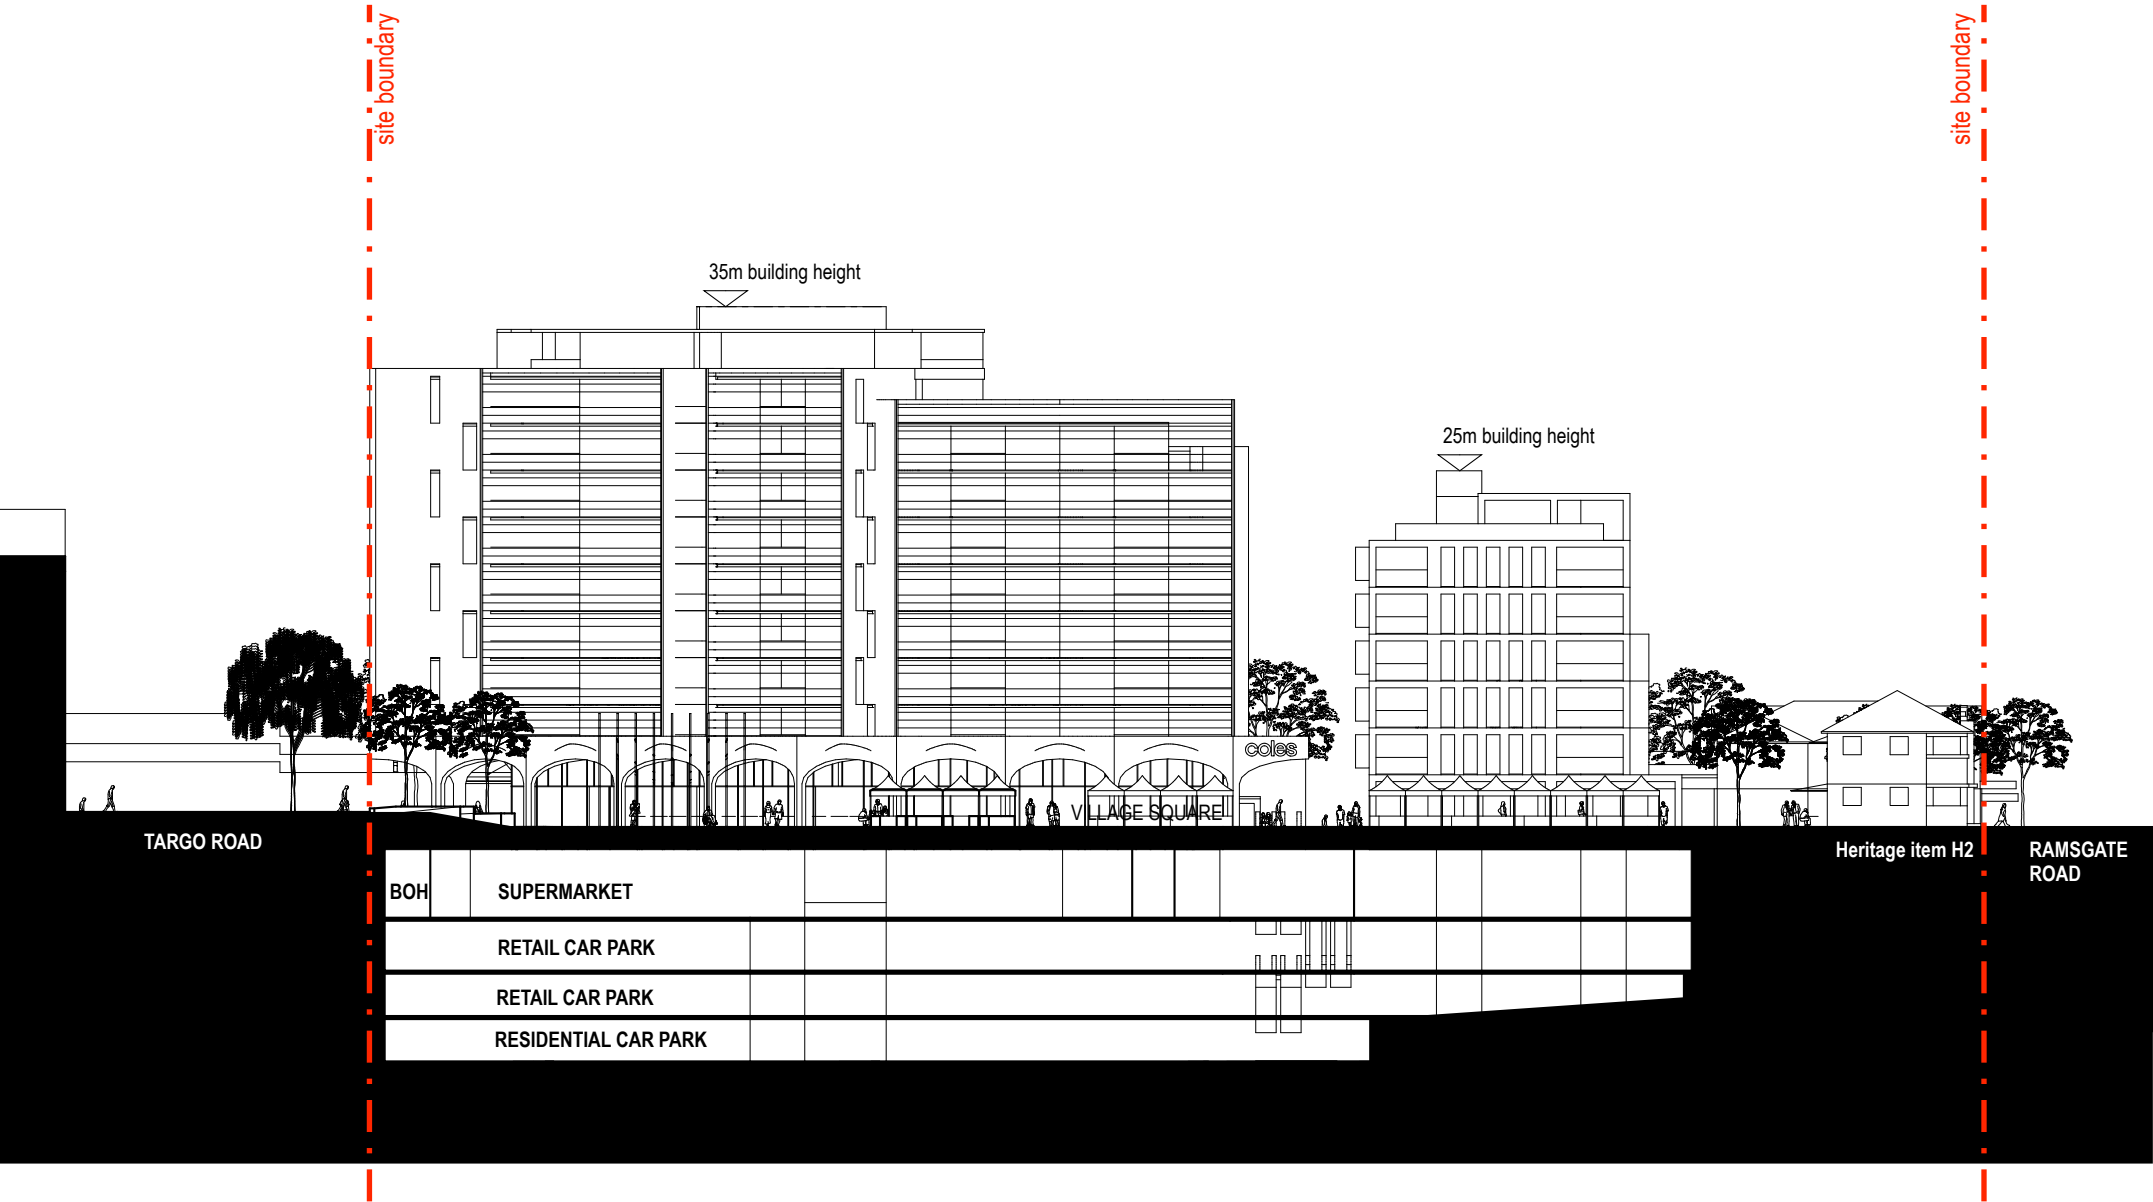 site boundary
site boundary
35m building height
25m building height
coles
VILLAGE SQUARE
TARGO ROAD
Heritage item H2
RAMSGATE
ROAD
BOH
SUPERMARKET
RETAIL CAR PARK
RETAIL CAR PARK
RESIDENTIAL CAR PARK